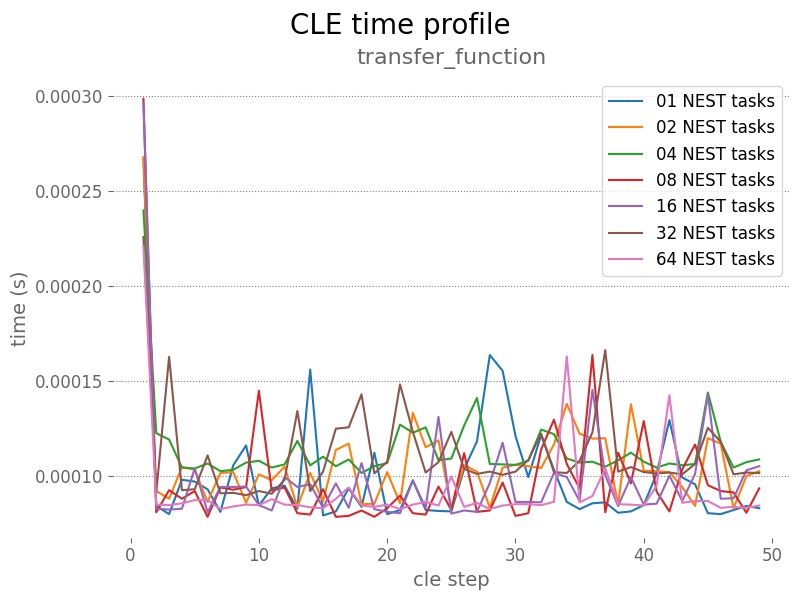 CLE time profile
transfer_function
0.00030
0.00025
0.00020
0.00015
0.00010
time (s)
01 NEST tasks
02 NEST tasks
04 NEST tasks
08 NEST tasks
16 NEST tasks
32 NEST tasks
64 NEST tasks
0 10 20 30 40 50
cle step